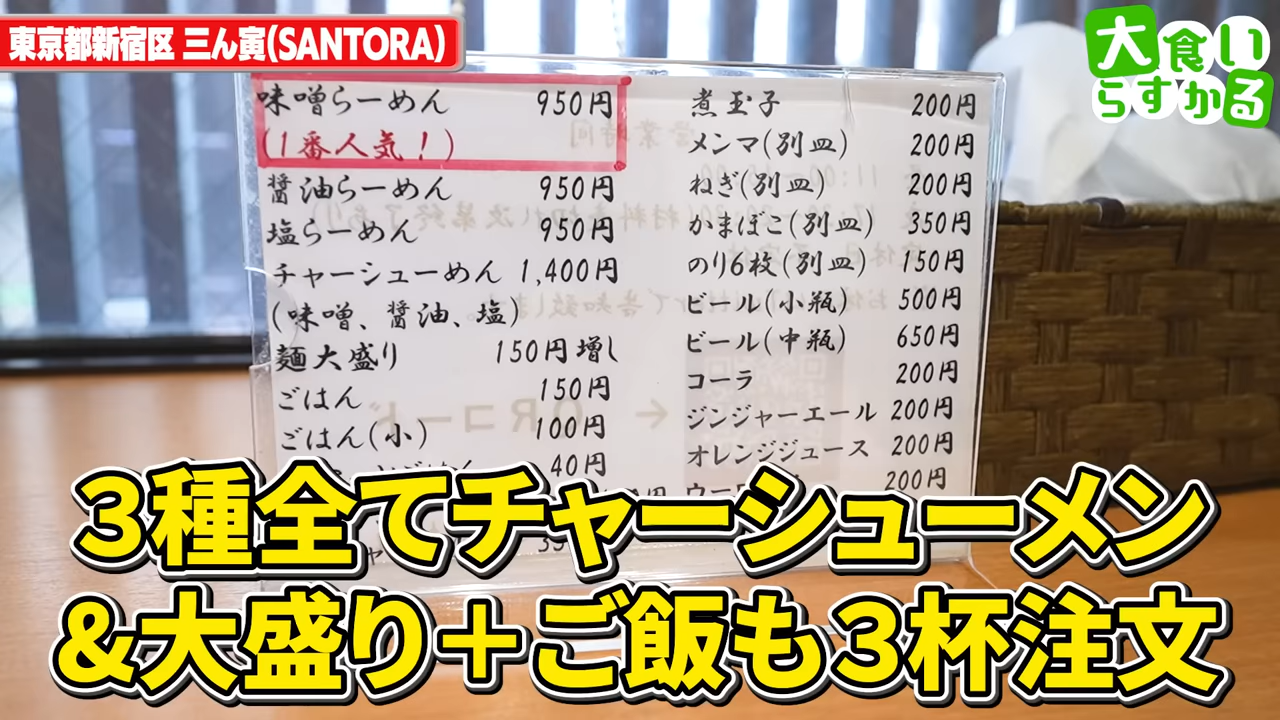 東京都新宿区 三ん寅(SANTORA)
大食い
らすかる
味噌らーめん 950円
(1番人気!)
醤油らーめん 950円
塩らーめん 950円
チャーシューめん 1,400円
(味噌、醤油、塩)
麺大盛り 150円増し
ごはん 150円
ごはん(小) 100円
煮玉子 200円
メンマ(別皿) 200円
ねぎ(別皿) 200円
かまぼこ(別皿) 350円
のり6枚(別皿) 150円
ビール(小瓶) 500円
ビール(中瓶) 650円
コーラ 200円
ジンジャーエール 200円
オレンジジュース 200円
200円
3種全てチャーシューメン
&大盛り+ご飯も3杯注文